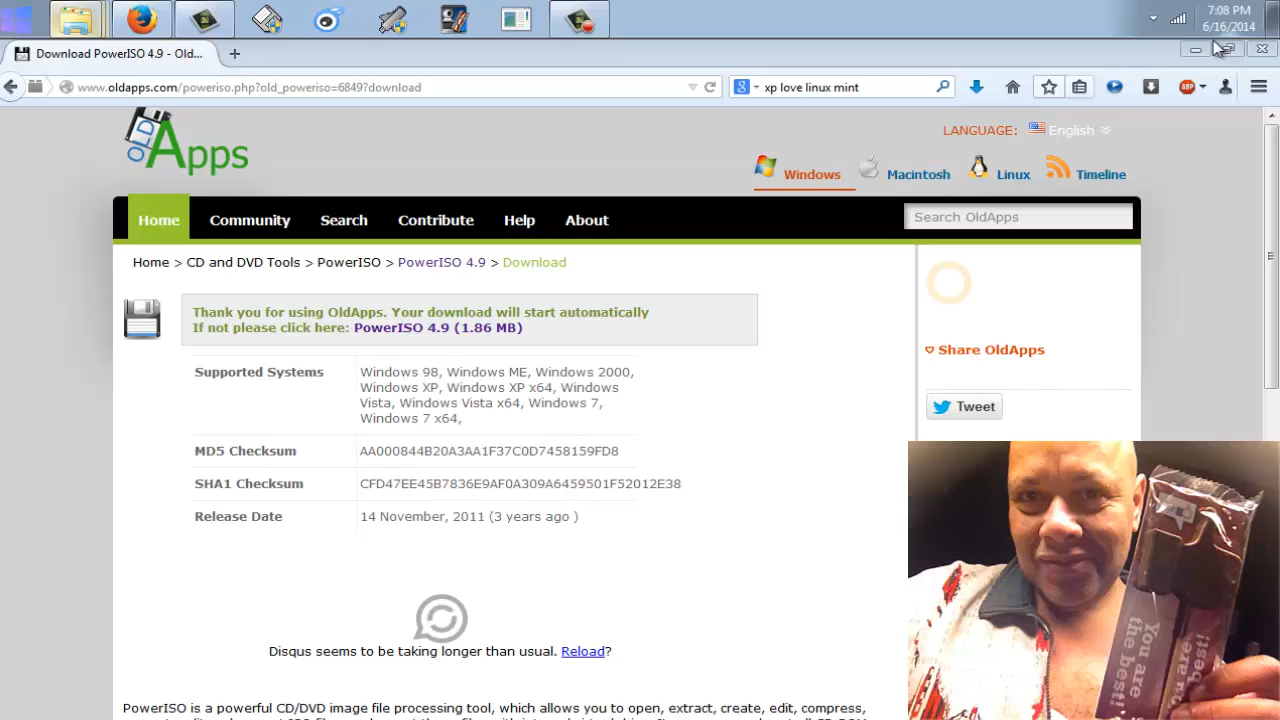 7:08 PM
6/16/2014
Download PowerISO 4.9 - Old...
www.oldapps.com/poweriso.php?old_poweriso=6849?download
xp love linux mint
ABP
OLD
Apps
LANGUAGE: English
Windows Macintosh Linux Timeline
Home Community Search Contribute Help About
Search OldApps
Home > CD and DVD Tools > PowerISO > PowerISO 4.9 > Download
Thank you for using OldApps. Your download will start automatically
If not please click here: PowerISO 4.9 (1.86 MB)
Share OldApps
Tweet
Supported Systems Windows 98, Windows ME, Windows 2000,
Windows XP, Windows XP x64, Windows
Vista, Windows Vista x64, Windows 7,
Windows 7 x64,
MD5 Checksum AA000844B20A3AA1F37C0D7458159FD8
SHA1 Checksum CFD47EE45B7836E9AF0A309A6459501F52012E38
Release Date 14 November, 2011 (3 years ago )
Disqus seems to be taking longer than usual. Reload?
PowerISO is a powerful CD/DVD image file processing tool, which allows you to open, extract, create, edit, compress,
You are
the best!
You are
best!